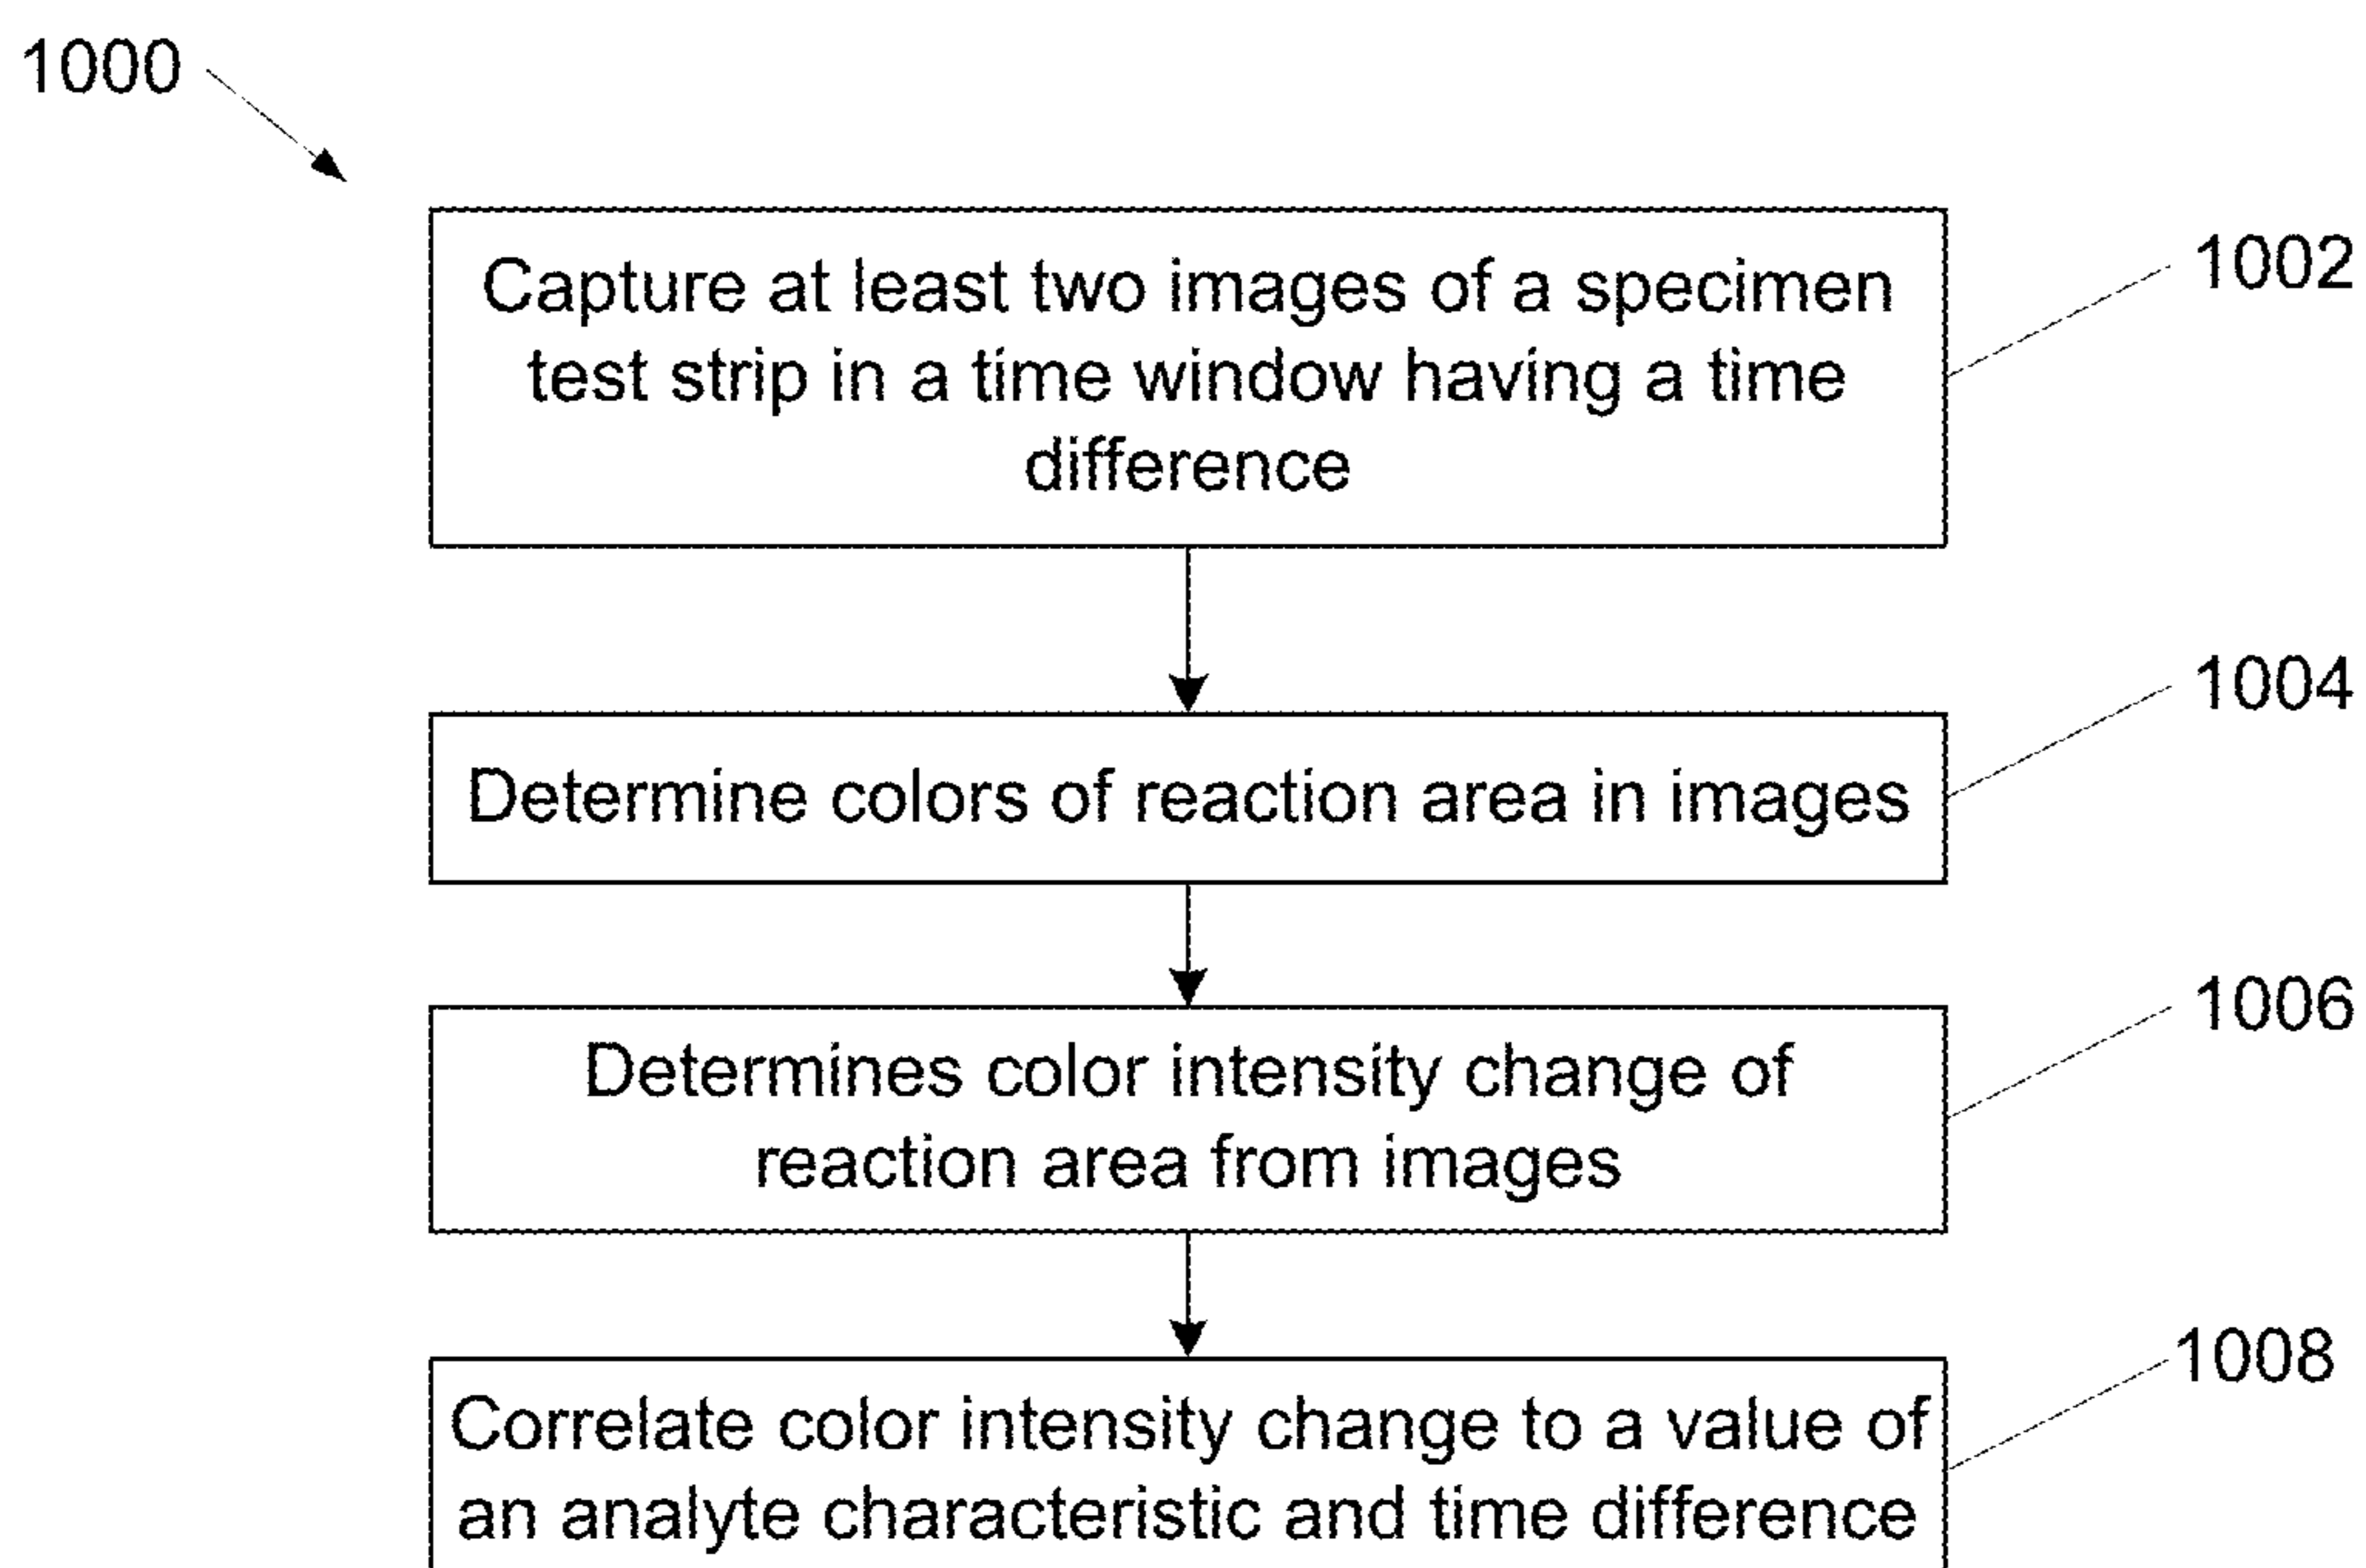 1000
1002
Capture at least two images of a specimen
test strip in a time window having a time
difference
1004
Determine colors of reaction area in images
1006
Determines color intensity change of
reaction area from images
1008
Correlate color intensity change to a value of
an analyte characteristic and time difference